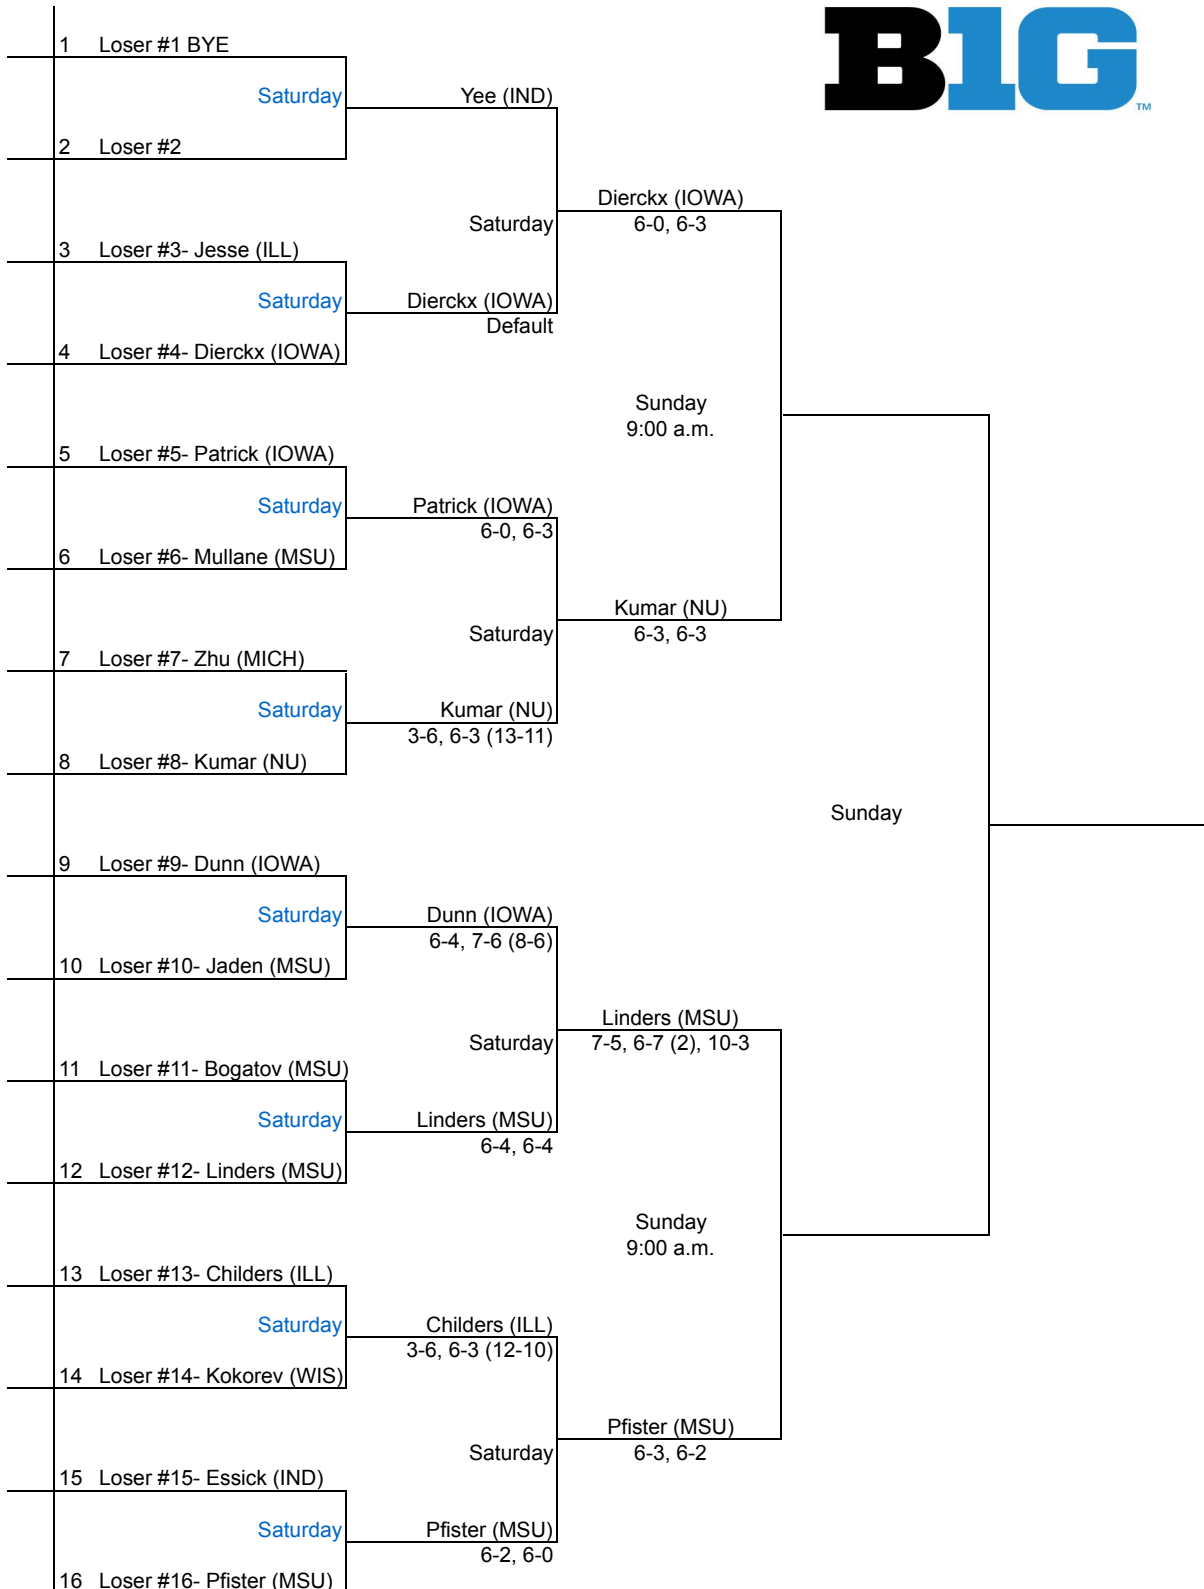 B1G
TM
1 Loser #1 BYE
Saturday
Yee (IND)
2 Loser #2
Dierckx (IOWA)
Saturday
6-0, 6-3
3 Loser #3- Jesse (ILL)
Saturday
Dierckx (IOWA)
Default
4 Loser #4- Dierckx (IOWA)
Sunday
9:00 a.m.
5 Loser #5- Patrick (IOWA)
Saturday
Patrick (IOWA)
6-0, 6-3
6 Loser #6- Mullane (MSU)
Kumar (NU)
Saturday
6-3, 6-3
7 Loser #7- Zhu (MICH)
Saturday
Kumar (NU)
3-6, 6-3 (13-11)
8 Loser #8- Kumar (NU)
Sunday
9 Loser #9- Dunn (IOWA)
Saturday
Dunn (IOWA)
6-4, 7-6 (8-6)
10 Loser #10- Jaden (MSU)
Linders (MSU)
Saturday
7-5, 6-7 (2), 10-3
11 Loser #11- Bogatov (MSU)
Saturday
Linders (MSU)
6-4, 6-4
12 Loser #12- Linders (MSU)
Sunday
9:00 a.m.
13 Loser #13- Childers (ILL)
Saturday
Childers (ILL)
3-6, 6-3 (12-10)
14 Loser #14- Kokorev (WIS)
Pfister (MSU)
Saturday
6-3, 6-2
15 Loser #15- Essick (IND)
Saturday
Pfister (MSU)
6-2, 6-0
16 Loser #16- Pfister (MSU)